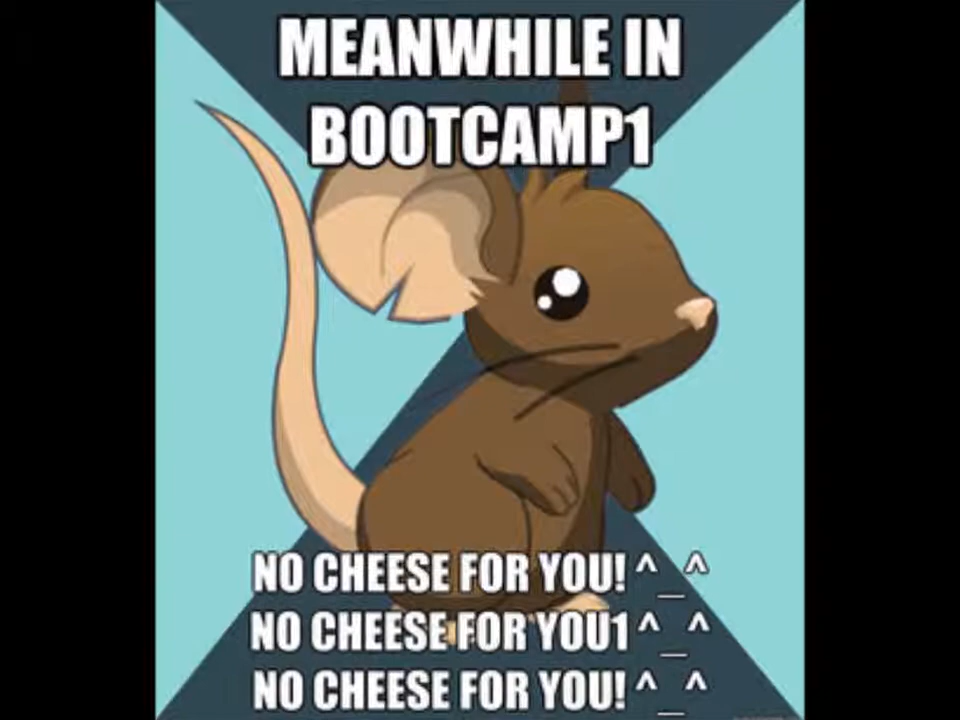 MEANWHILE IN
BOOTCAMP1
NO CHEESE FOR YOU! ^_^
NO CHEESE FOR YOU1 ^_^
NO CHEESE FOR YOU! ^_^